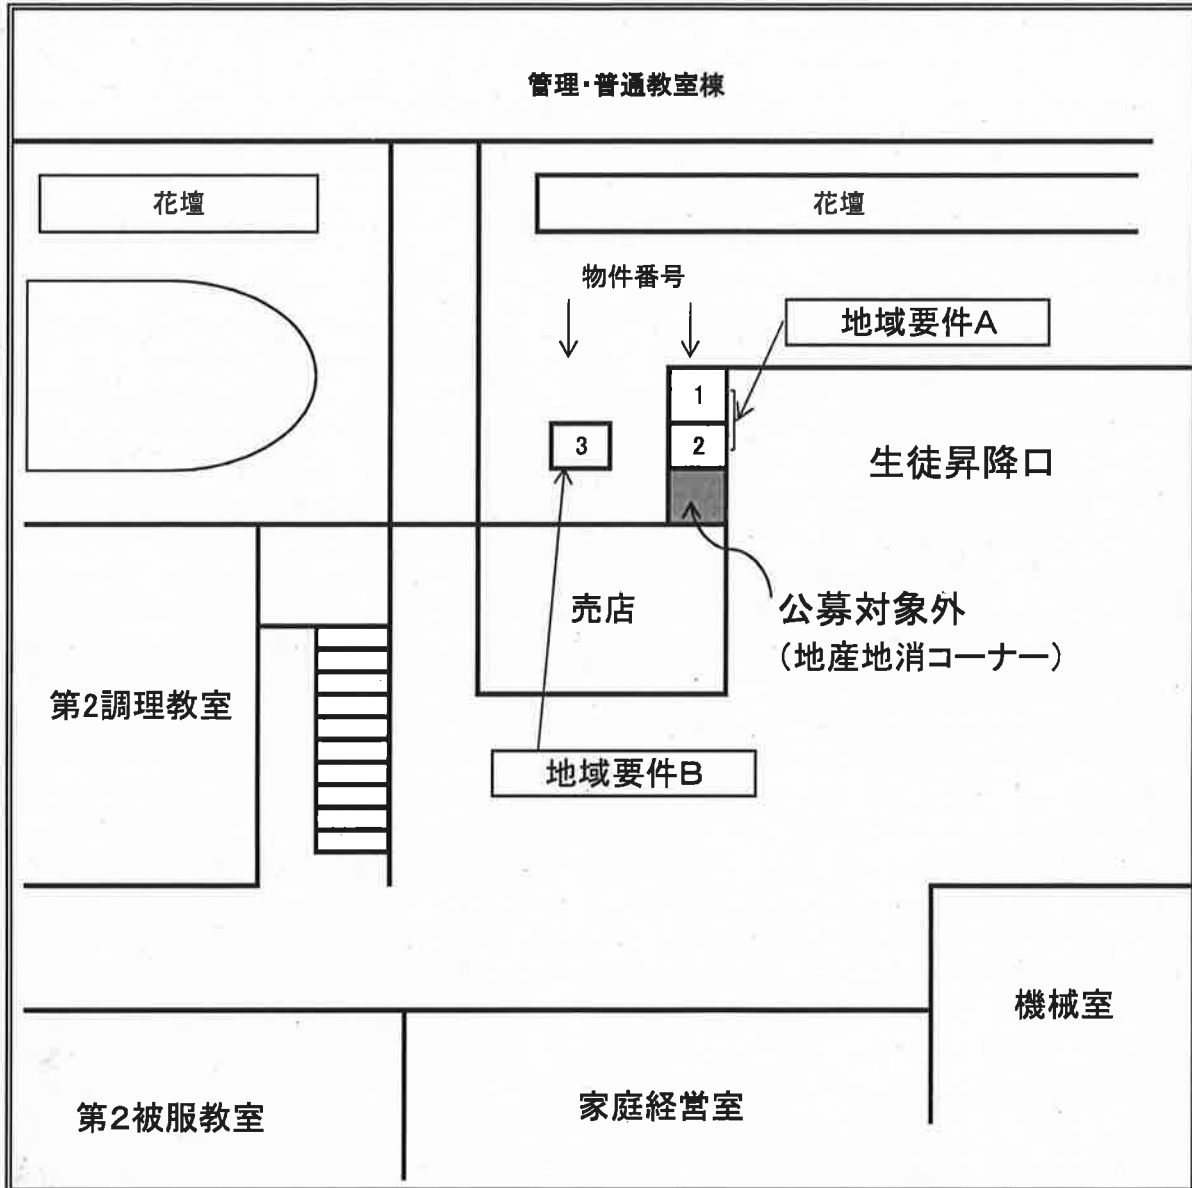 管理・普通教室棟
花壇
花壇
物件番号
地域要件A
1
3
2
生徒昇降口
売店
公募対象外
(地産地消コーナー)
第2調理教室
地域要件B
機械室
第2被服教室
家庭経営室